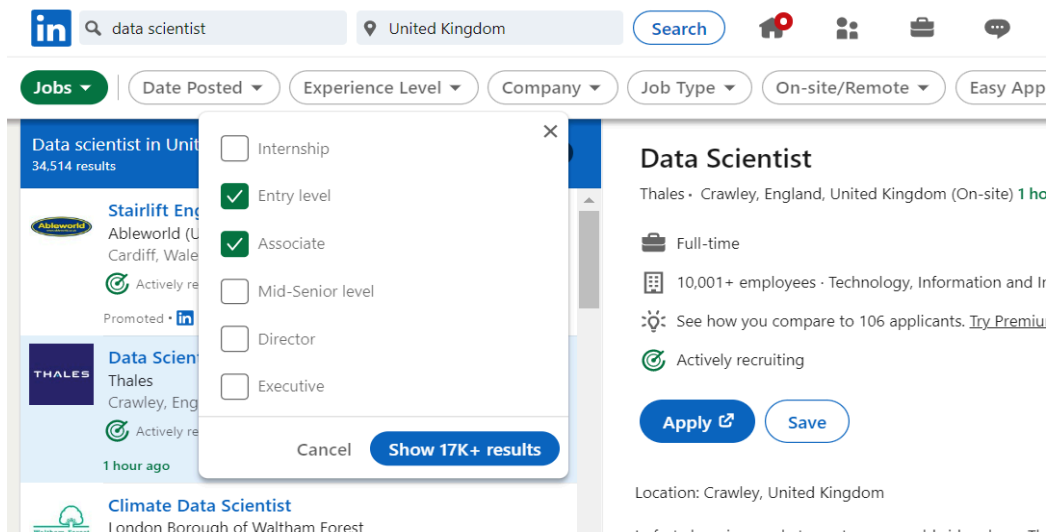 in
data scientist
United Kingdom
Search
Jobs
Date Posted
Experience Level
Company
Job Type
On-site/Remote
Easy App
Data scientist in Unit
34,514 results
Internship
Entry level
Associate
Mid-Senior level
Director
Executive
Cancel
Show 17K+ results
Ableworld
Stairlift Eng
Ableworld (U
Cardiff, Wale
Actively re
Promoted · in
THALES
Data Scien
Thales
Crawley, Eng
Actively re
1 hour ago
Climate Data Scientist
London Borough of Waltham Forest
Data Scientist
Thales · Crawley, England, United Kingdom (On-site) 1 ho
Full-time
10,001+ employees · Technology, Information and I
See how you compare to 106 applicants. Try Premiu
Actively recruiting
Apply
Save
Location: Crawley, United Kingdom